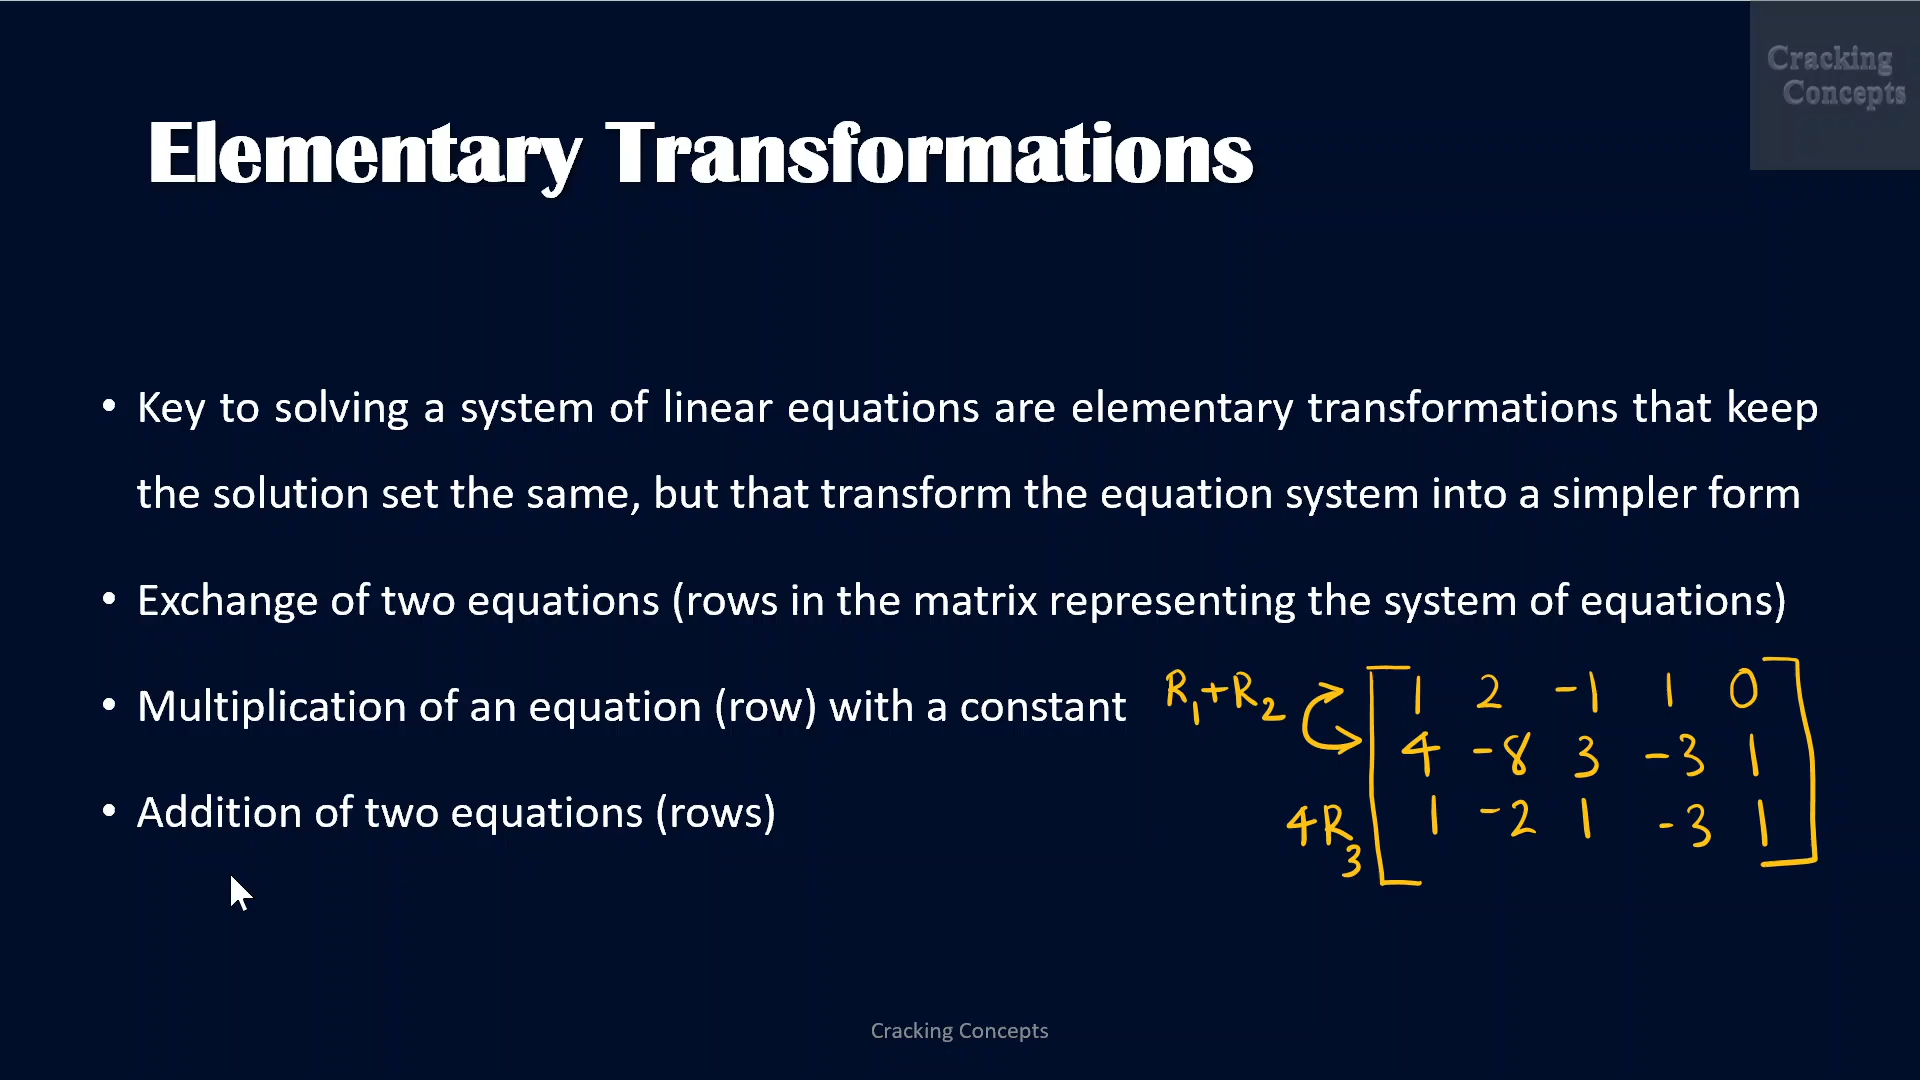 Cracking
Concepts
Elementary Transformations
• Key to solving a system of linear equations are elementary transformations that keep
the solution set the same, but that transform the equation system into a simpler form
• Exchange of two equations (rows in the matrix representing the system of equations)
• Multiplication of an equation (row) with a constant
• Addition of two equations (rows)
R₁+R₂
1 2 -1 1 0
4 -8 3 -3 1
4R₃ 1 -2 1 -3 1
Cracking Concepts